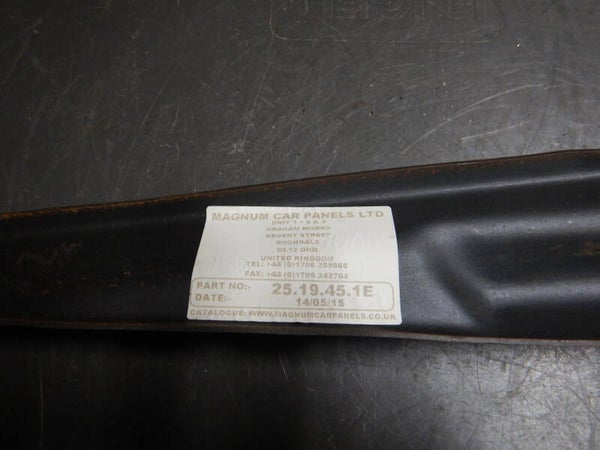 MAGNUM CAR PANELS LTD
UNIT 1 + 2 & 3
GRAHAM WORKS
REGENT STREET
ROCHDALE
OL12 0NQ
UNITED KINGDOM
TEL: +44 (0)1706 359666
FAX: +44 (0)1706 342704
PART NO:- 25.19.45.1E
DATE:- 14/05/15
CATALOGUE: WWW.MAGNUMCARPANELS.CO.UK